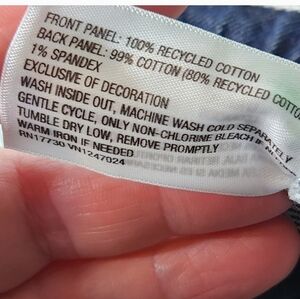 FRONT PANEL: 100% RECYCLED COTTON
BACK PANEL: 99% COTTON (80% RECYCLED COTTO
1% SPANDEX
EXCLUSIVE OF DECORATION
WASH INSIDE OUT, MACHINE WASH COLD SEPARATELY
GENTLE CYCLE, ONLY NON-CHLORINE BLEACH IF
TUMBLE DRY LOW, REMOVE PROMPTLY
WARM IRON IF NEEDED
RN17730 VN1247024